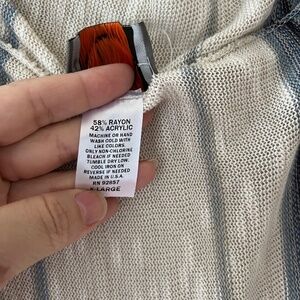 58% RAYON
42% ACRYLIC
MACHINE OR HAND
WASH COLD WITH
LIKE COLORS.
ONLY NON-CHLORINE
BLEACH IF NEEDED
TUMBLE DRY LOW.
COOL IRON ON
REVERSE IF NEEDED
MADE IN U.S.A.
RN 92857
X-LARGE